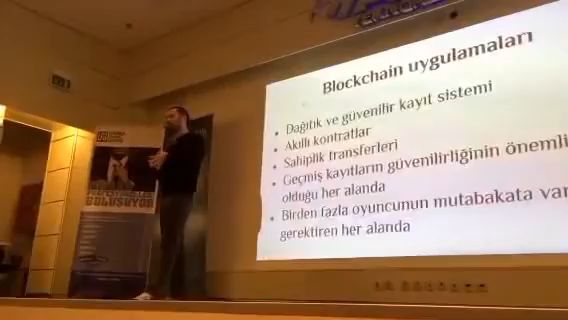 Blockchain uygulamaları
• Dağıtık ve güvenilir kayıt sistemi
• Akıllı kontratlar
• Sahiplik transferleri
• Geçmiş kayıtların güvenilirliğinin önemli
olduğu her alanda
• Birden fazla oyuncunun mutabakata var
gerektiren her alanda
BULUŞUYOR